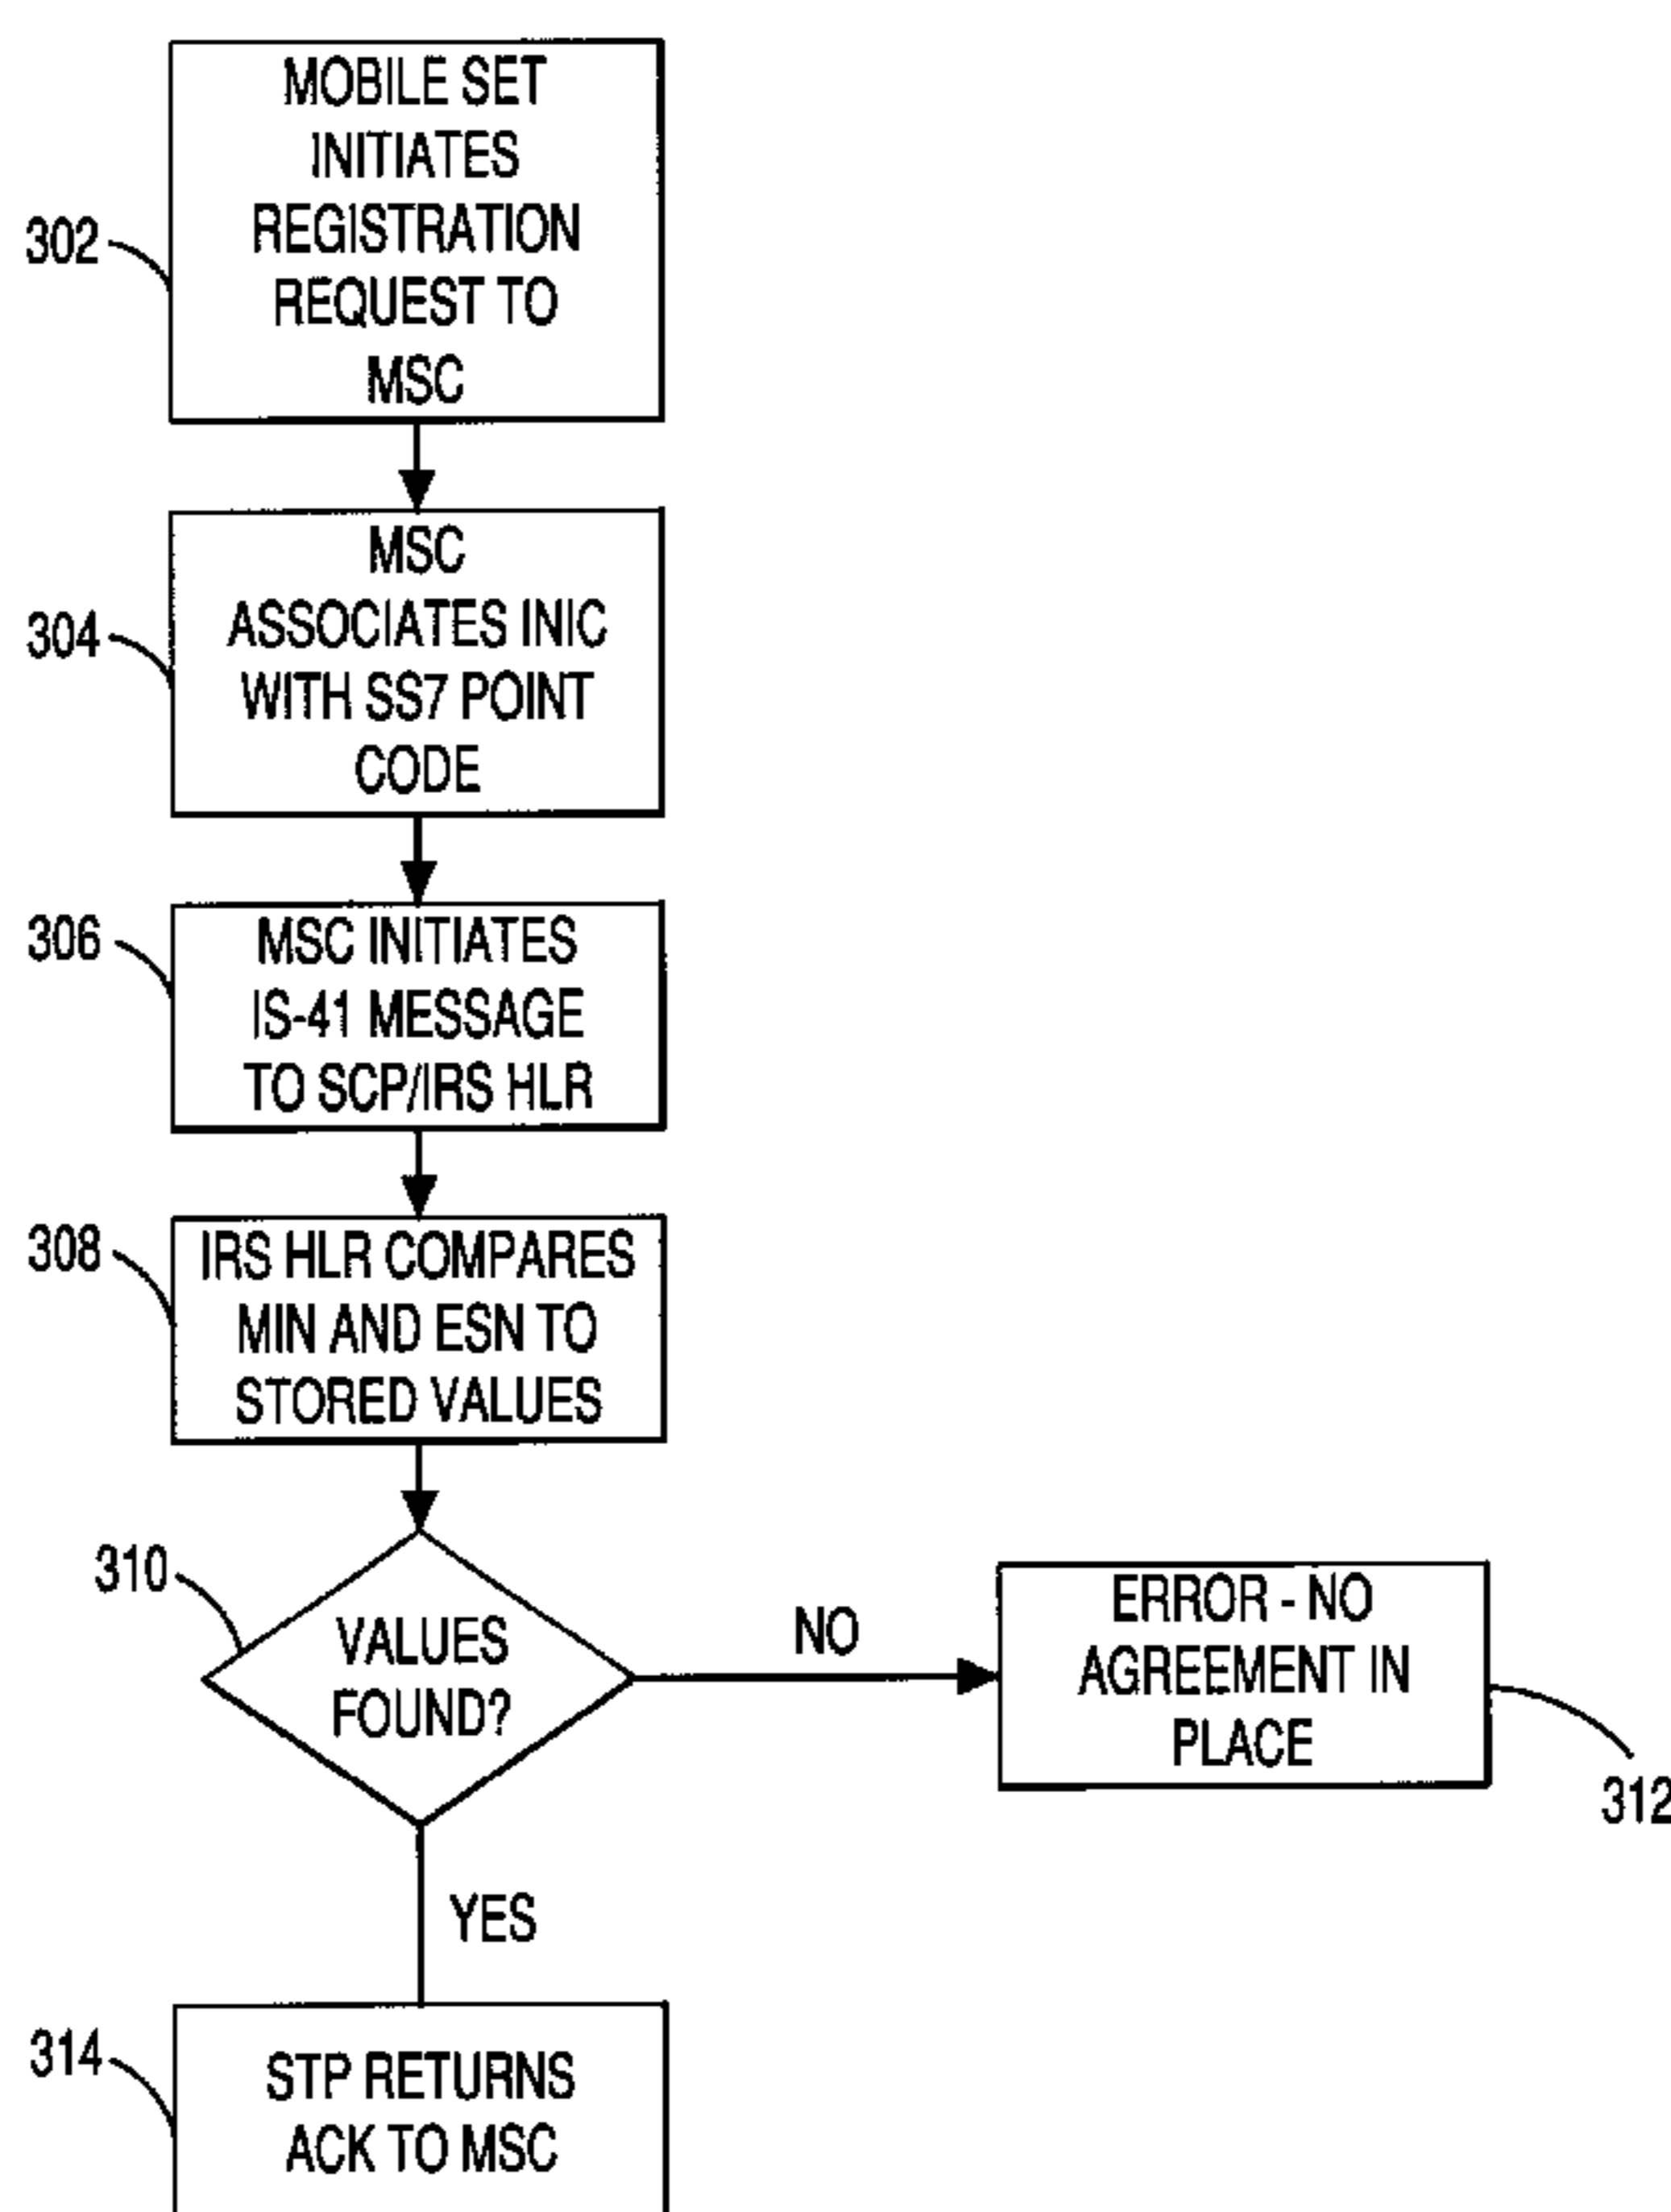 302
MOBILE SET
INITIATES
REGISTRATION
REQUEST TO
MSC
304
MSC
ASSOCIATES INIC
WITH SS7 POINT
CODE
306
MSC INITIATES
IS-41 MESSAGE
TO SCP/IRS HLR
308
IRS HLR COMPARES
MIN AND ESN TO
STORED VALUES
310
VALUES
FOUND?
NO
ERROR - NO
AGREEMENT IN
PLACE
312
YES
314
STP RETURNS
ACK TO MSC